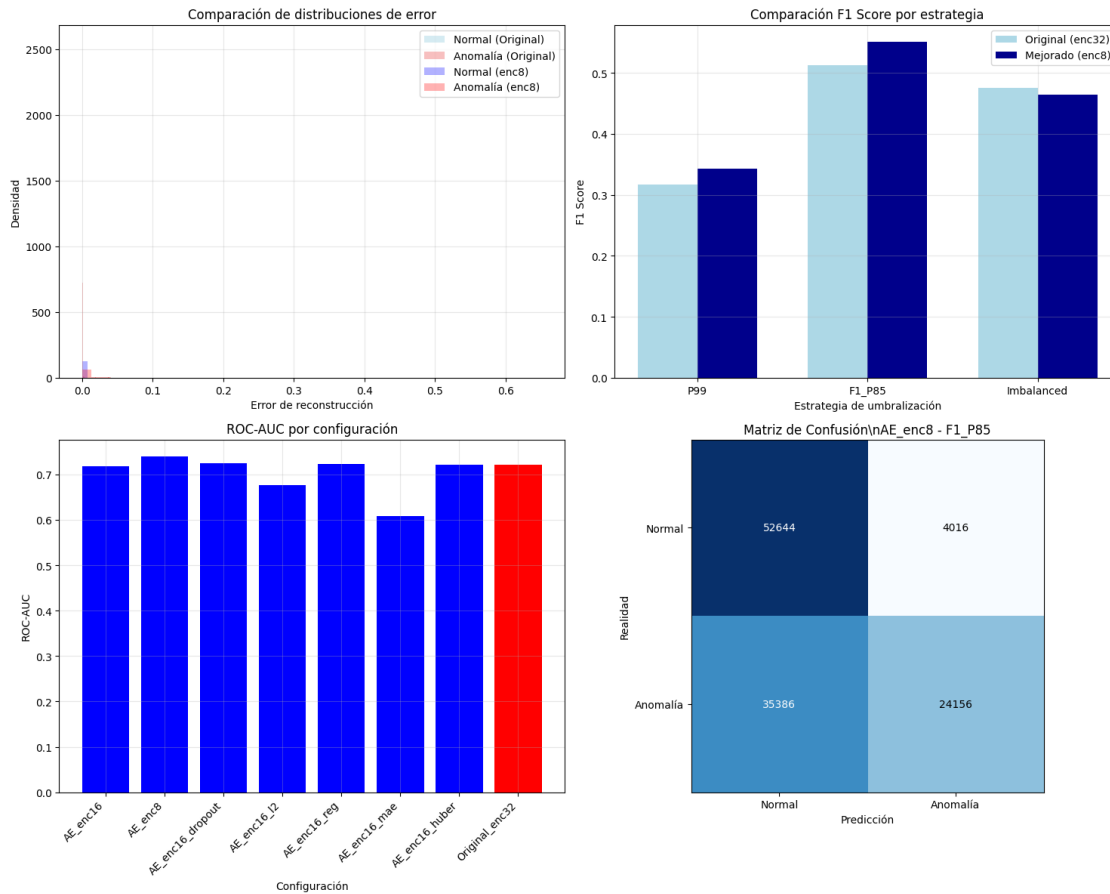 Comparación de distribuciones de error
Normal (Original)
Anomalía (Original)
Normal (enc8)
Anomalía (enc8)
Densidad
2500
2000
1500
1000
500
0
0.0 0.1 0.2 0.3 0.4 0.5 0.6
Error de reconstrucción
Comparación F1 Score por estrategia
Original (enc32)
Mejorado (enc8)
F1 Score
0.5
0.4
0.3
0.2
0.1
0.0
P99 F1_P85 Imbalanced
Estrategia de umbralización
ROC-AUC por configuración
ROC-AUC
0.7
0.6
0.5
0.4
0.3
0.2
0.1
0.0
AE_enc16
AE_enc8
AE_enc16_dropout
AE_enc16_l2
AE_enc16_reg
AE_enc16_mae
AE_enc16_huber
Original_enc32
Configuración
Matriz de Confusión\nAE_enc8 - F1_P85
Realidad
Normal 52644 4016
Anomalía 35386 24156
Normal Anomalía
Predicción